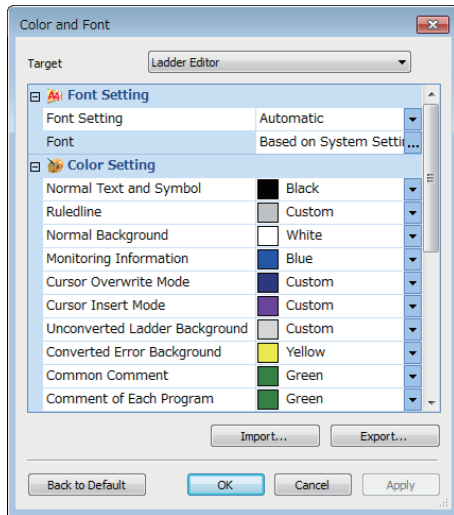 Color and Font
Target Ladder Editor
Font Setting
Font Setting Automatic
Font Based on System Settin ...
Color Setting
Normal Text and Symbol Black
Ruledline Custom
Normal Background White
Monitoring Information Blue
Cursor Overwrite Mode Custom
Cursor Insert Mode Custom
Unconverted Ladder Background Custom
Converted Error Background Yellow
Common Comment Green
Comment of Each Program Green
Import... Export...
Back to Default OK Cancel Apply